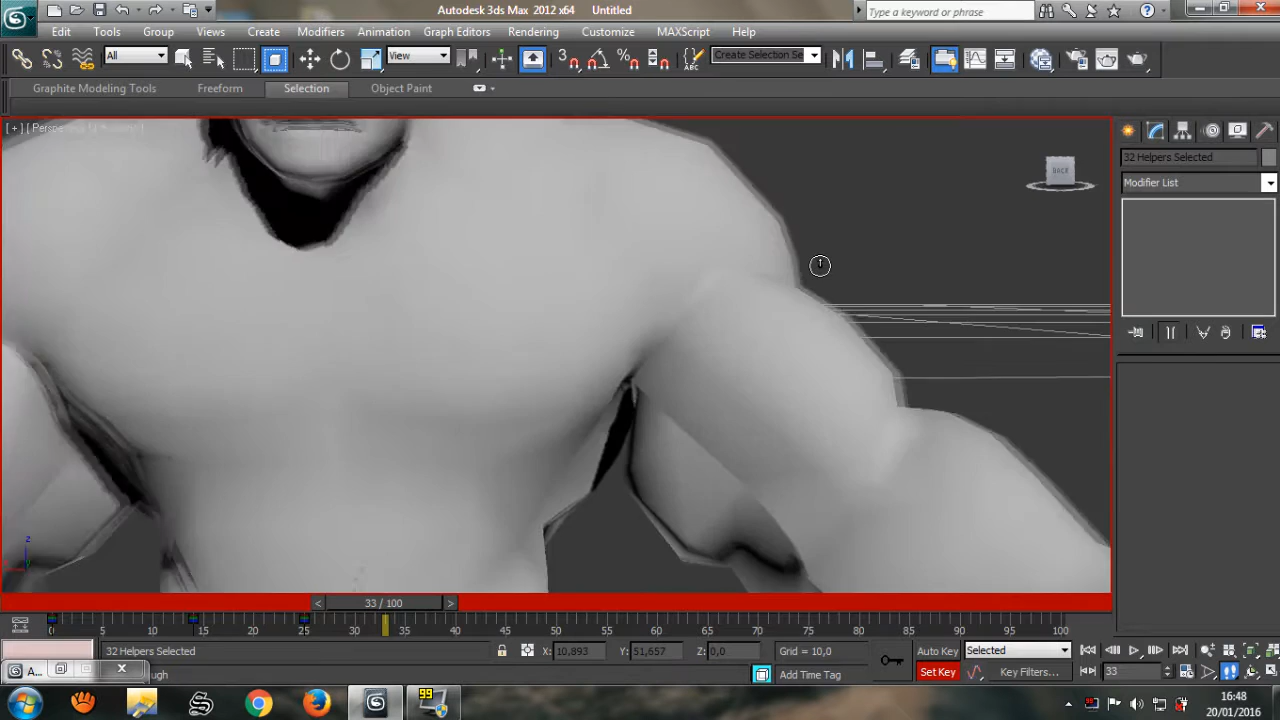 Autodesk 3ds Max 2012 x64 Untitled
Type a keyword or phrase
Edit Tools Group Views Create Modifiers Animation Graph Editors Rendering Customize MAXScript Help
All View Create Selection Se
Graphite Modeling Tools Freeform Selection Object Paint
32 Helpers Selected
BACK
Modifier List
z
33 / 100
0 5 10 15 20 25 30 35 40 45 50 55 60 65 70 75 80 85 90 95 100
32 Helpers Selected X: 10,893 Y: 51,657 Z: 0,0 Grid = 10,0 Auto Key Selected
A... Add Time Tag Set Key Key Filters... 33
99
16:48
20/01/2016